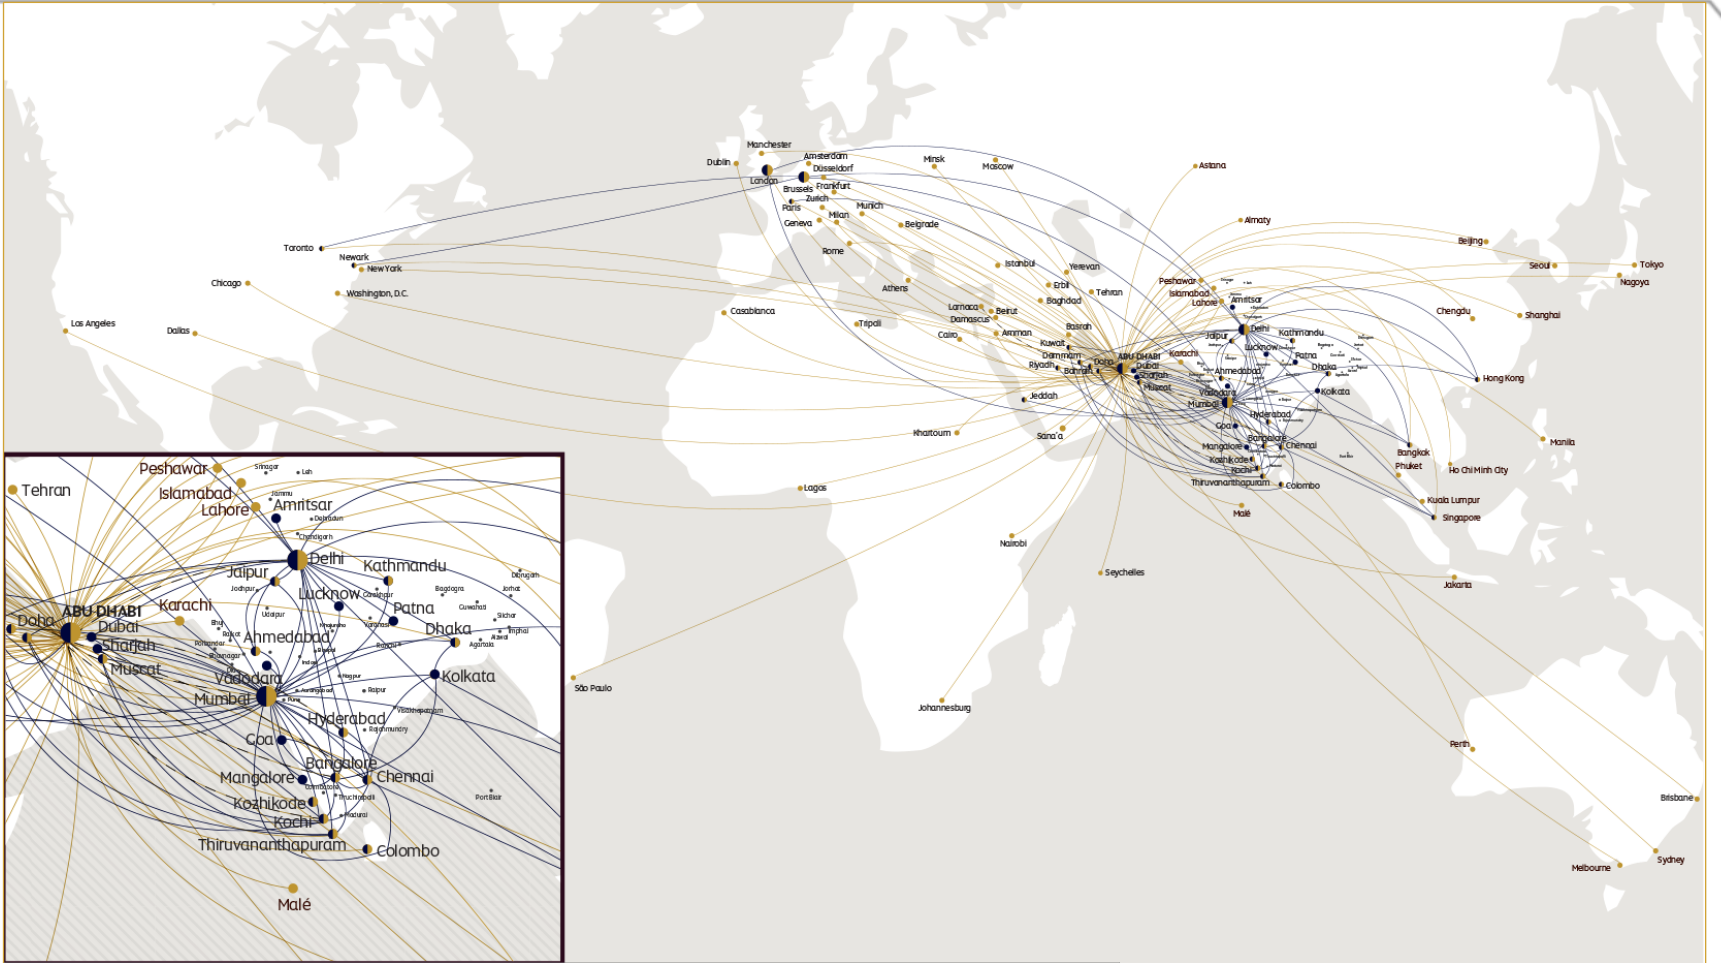 Manchester
Dublin
Amsterdam
Düsseldorf
London
Brussels
Frankfurt
Paris
Zurich
Munich
Milan
Geneva
Belgrade
Rome
Minsk
Moscow
Astana
Almaty
Toronto
Newark
New York
Chicago
Washington, D.C.
Los Angeles
Dallas
Istanbul
Yerevan
Athens
Erbil
Tehran
Baghdad
Casablanca
Tripoli
Larnaca
Beirut
Damascus
Cairo
Amman
Basrah
Kuwait
Dammam
Riyadh
Bahrain
Doha
ABU DHABI
Dubai
Sharjah
Muscat
Jeddah
Khartoum
Sana'a
Lagos
Nairobi
Seychelles
Johannesburg
São Paulo
Peshawar
Islamabad
Lahore
Amritsar
Delhi
Jaipur
Kathmandu
Lucknow
Patna
Karachi
Ahmedabad
Dhaka
Vadodara
Kolkata
Mumbai
Hyderabad
Goa
Bangalore
Mangalore
Chennai
Kozhikode
Kochi
Thiruvananthapuram
Colombo
Malé
Beijing
Seoul
Tokyo
Nagoya
Chengdu
Shanghai
Hong Kong
Manila
Bangkok
Phuket
Ho Chi Minh City
Kuala Lumpur
Singapore
Jakarta
Perth
Brisbane
Sydney
Melbourne
Peshawar
Srinagar
Leh
Tehran
Islamabad
Jammu
Lahore
Amritsar
Dehradun
Chandigarh
Delhi
Jaipur
Kathmandu
Dibrugarh
Jodhpur
Lucknow
Gorakhpur
Bagdogra
Jorhat
ABU DHABI
Karachi
Udaipur
Patna
Guwahati
Silchar
Doha
Dubai
Bhuj
Khajuraho
Varanasi
Dhaka
Imphal
Rajkot
Ahmedabad
Aizwal
Sharjah
Porbandar
Bhopal
Ranchi
Agartala
Muscat
Bhavnagar
Indore
Diu
Vadodara
Nagpur
Kolkata
Mumbai
Aurangabad
Raipur
Pune
Visakhapatnam
Hyderabad
Rajahmundry
Goa
Bangalore
Mangalore
Chennai
Coimbatore
Kozhikode
Tiruchirapalli
Port Blair
Kochi
Madurai
Thiruvananthapuram
Colombo
Malé